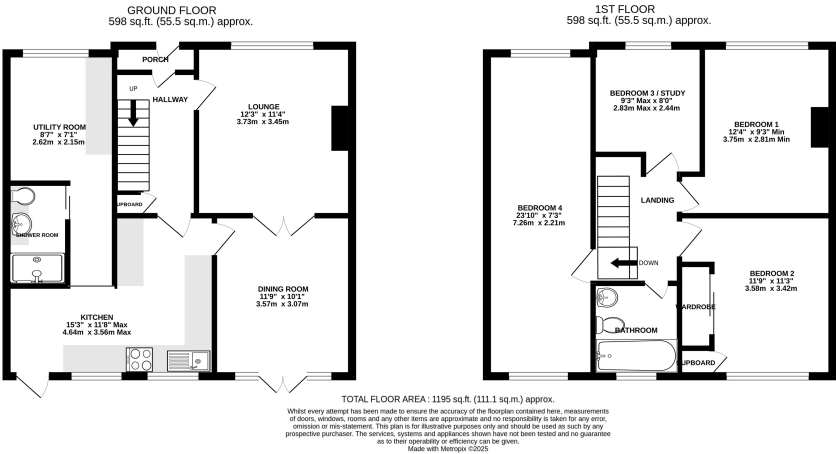 GROUND FLOOR
598 sq.ft. (55.5 sq.m.) approx.
PORCH
UP
HALLWAY
LOUNGE
12'3" x 11'4"
3.73m x 3.45m
UTILITY ROOM
8'7" x 7'1"
2.62m x 2.15m
UPBOARD
SHOWER ROOM
DINING ROOM
11'9" x 10'1"
3.57m x 3.07m
KITCHEN
15'3" x 11'8" Max
4.64m x 3.56m Max
1ST FLOOR
598 sq.ft. (55.5 sq.m.) approx.
BEDROOM 3 / STUDY
9'3" Max x 8'0"
2.83m Max x 2.44m
BEDROOM 1
12'4" x 9'3" Min
3.75m x 2.81m Min
BEDROOM 4
23'10" x 7'3"
7.26m x 2.21m
LANDING
DOWN
BEDROOM 2
11'9" x 11'3"
3.58m x 3.42m
WARDROBE
BATHROOM
UPBOARD
TOTAL FLOOR AREA : 1195 sq.ft. (111.1 sq.m.) approx.
Whilst every attempt has been made to ensure the accuracy of the floorplan contained here, measurements
of doors, windows, rooms and any other items are approximate and no responsibility is taken for any error,
omission or mis-statement. This plan is for illustrative purposes only and should be used as such by any
prospective purchaser. The services, systems and appliances shown have not been tested and no guarantee
as to their operability or efficiency can be given.
Made with Metropix ©2025